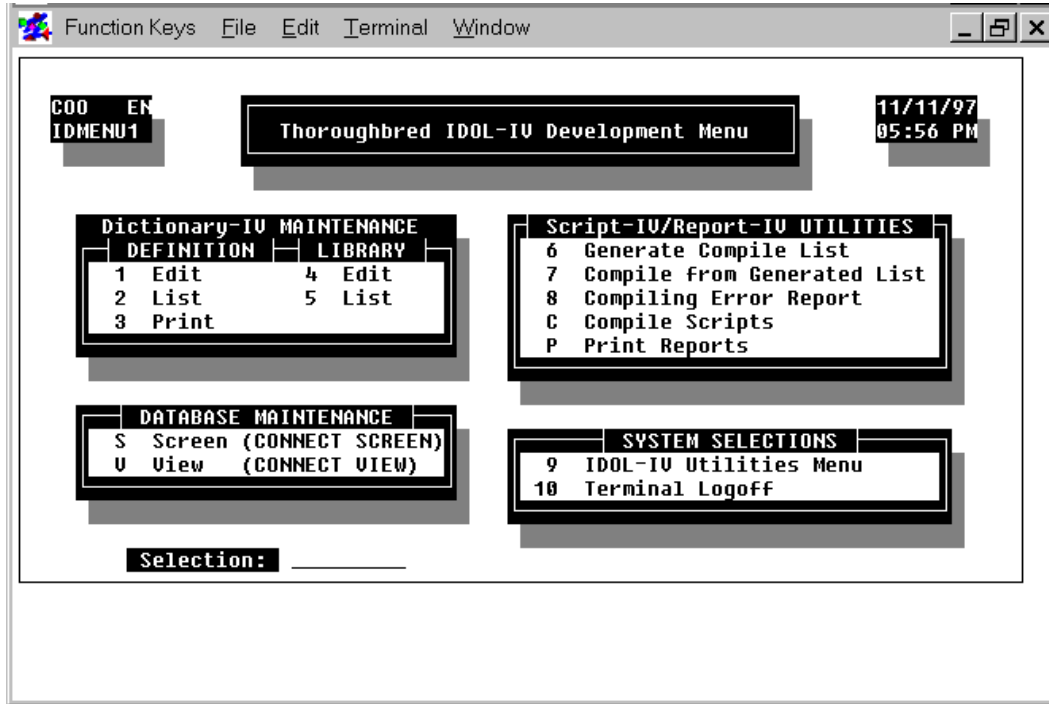 Function Keys File Edit Terminal Window
COO EN
IDMENU1
Thoroughbred IDOL-IV Development Menu
11/11/97
05:56 PM
Dictionary-IV MAINTENANCE
DEFINITION LIBRARY
1 Edit 4 Edit
2 List 5 List
3 Print
Script-IV/Report-IV UTILITIES
6 Generate Compile List
7 Compile from Generated List
8 Compiling Error Report
C Compile Scripts
P Print Reports
DATABASE MAINTENANCE
S Screen (CONNECT SCREEN)
V View (CONNECT VIEW)
SYSTEM SELECTIONS
9 IDOL-IV Utilities Menu
10 Terminal Logoff
Selection: